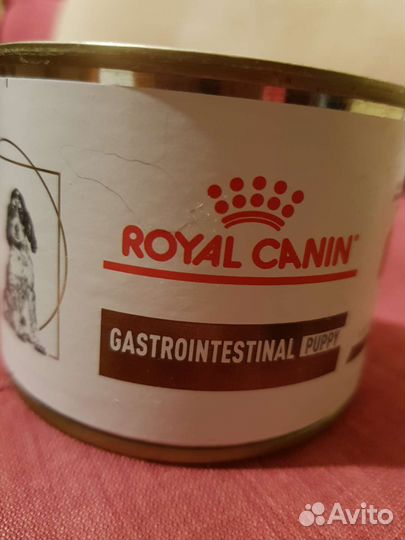 ROYAL CANIN
GASTROINTESTINAL PUPPY
Avito